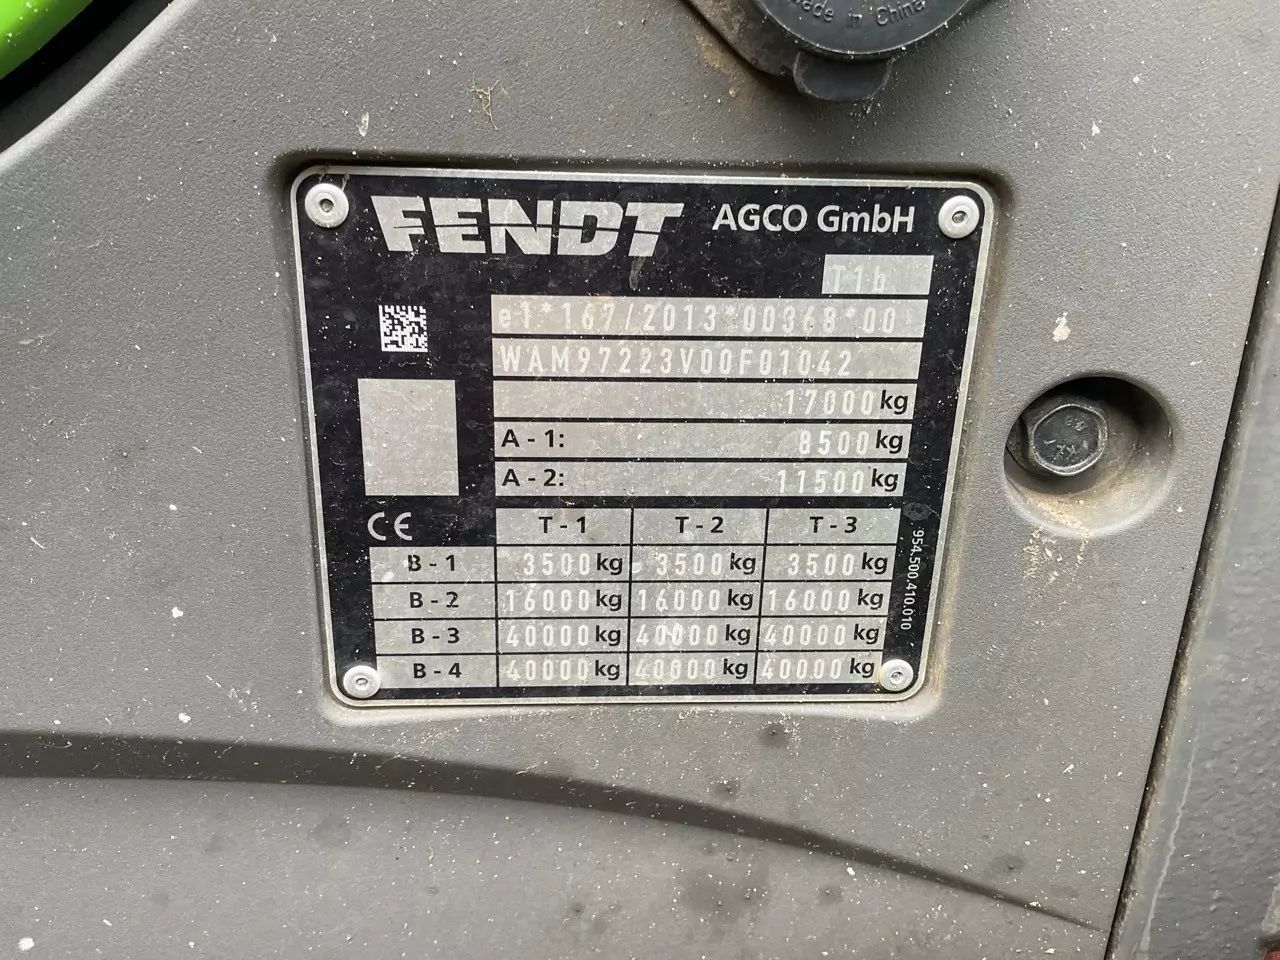 Made in China
FENDT AGCO GmbH
T1b
e1*167/2013*00368*00
WAM97223V00F01042
17000 kg
A - 1: 8500 kg
A - 2: 11500 kg
CE T - 1 T - 2 T - 3
B - 1 3500 kg 3500 kg 3500 kg
B - 2 16000 kg 16000 kg 16000 kg
B - 3 40000 kg 40000 kg 40000 kg
B - 4 40000 kg 40000 kg 40000 kg
954.500.410.010